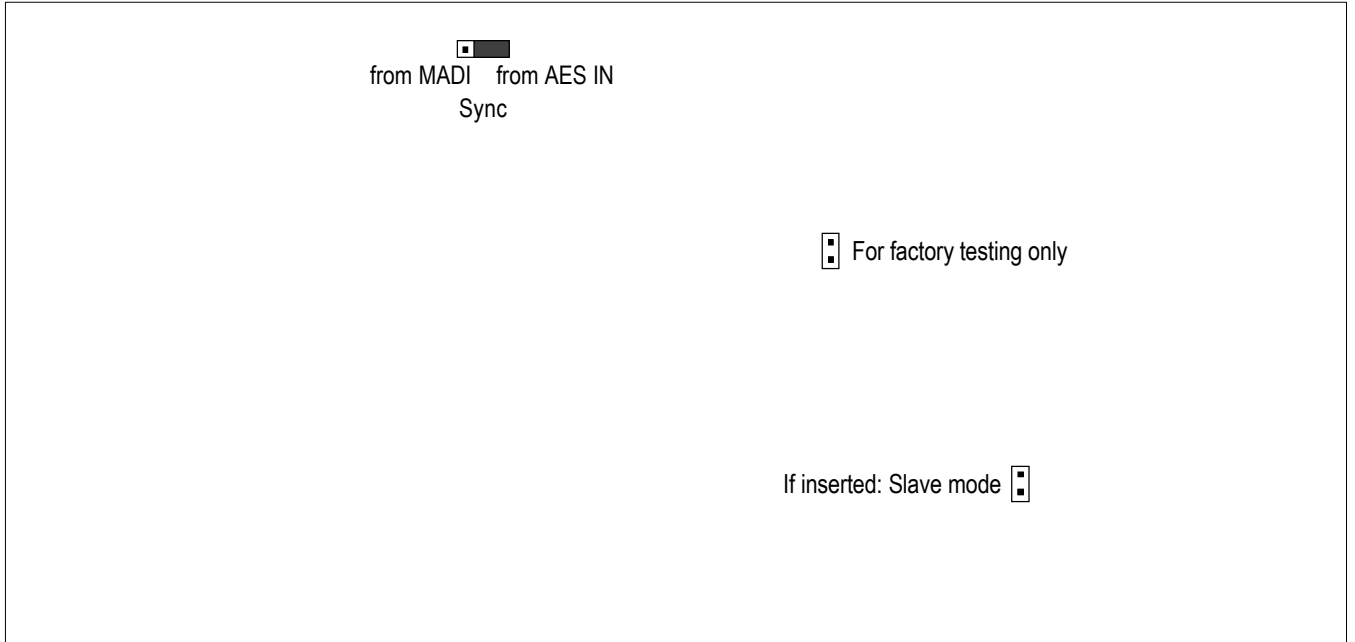 from MADI from AES IN
Sync
For factory testing only
If inserted: Slave mode